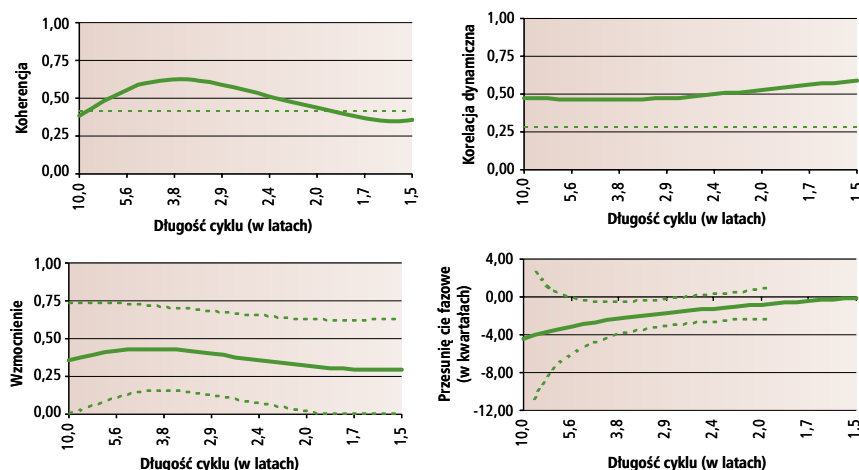 1,00
0,75
0,50
0,25
0,00
Koherencja
10,0 5,6 3,8 2,9 2,4 2,0 1,7 1,5
Długość cyklu (w latach)
1,00
0,75
0,50
0,25
0,00
Korelacja dynamiczna
10,0 5,6 3,8 2,9 2,4 2,0 1,7 1,5
Długość cyklu (w latach)
1,00
0,75
0,50
0,25
0,00
Wzmocnienie
10,0 5,6 3,8 2,9 2,4 2,0 1,7 1,5
Długość cyklu (w latach)
4,00
0,00
-4,00
-8,00
-12,00
Przesunię cie fazowe
(w kwartałach)
10,0 5,6 3,8 2,9 2,4 2,0 1,7 1,5
Długość cyklu (w latach)